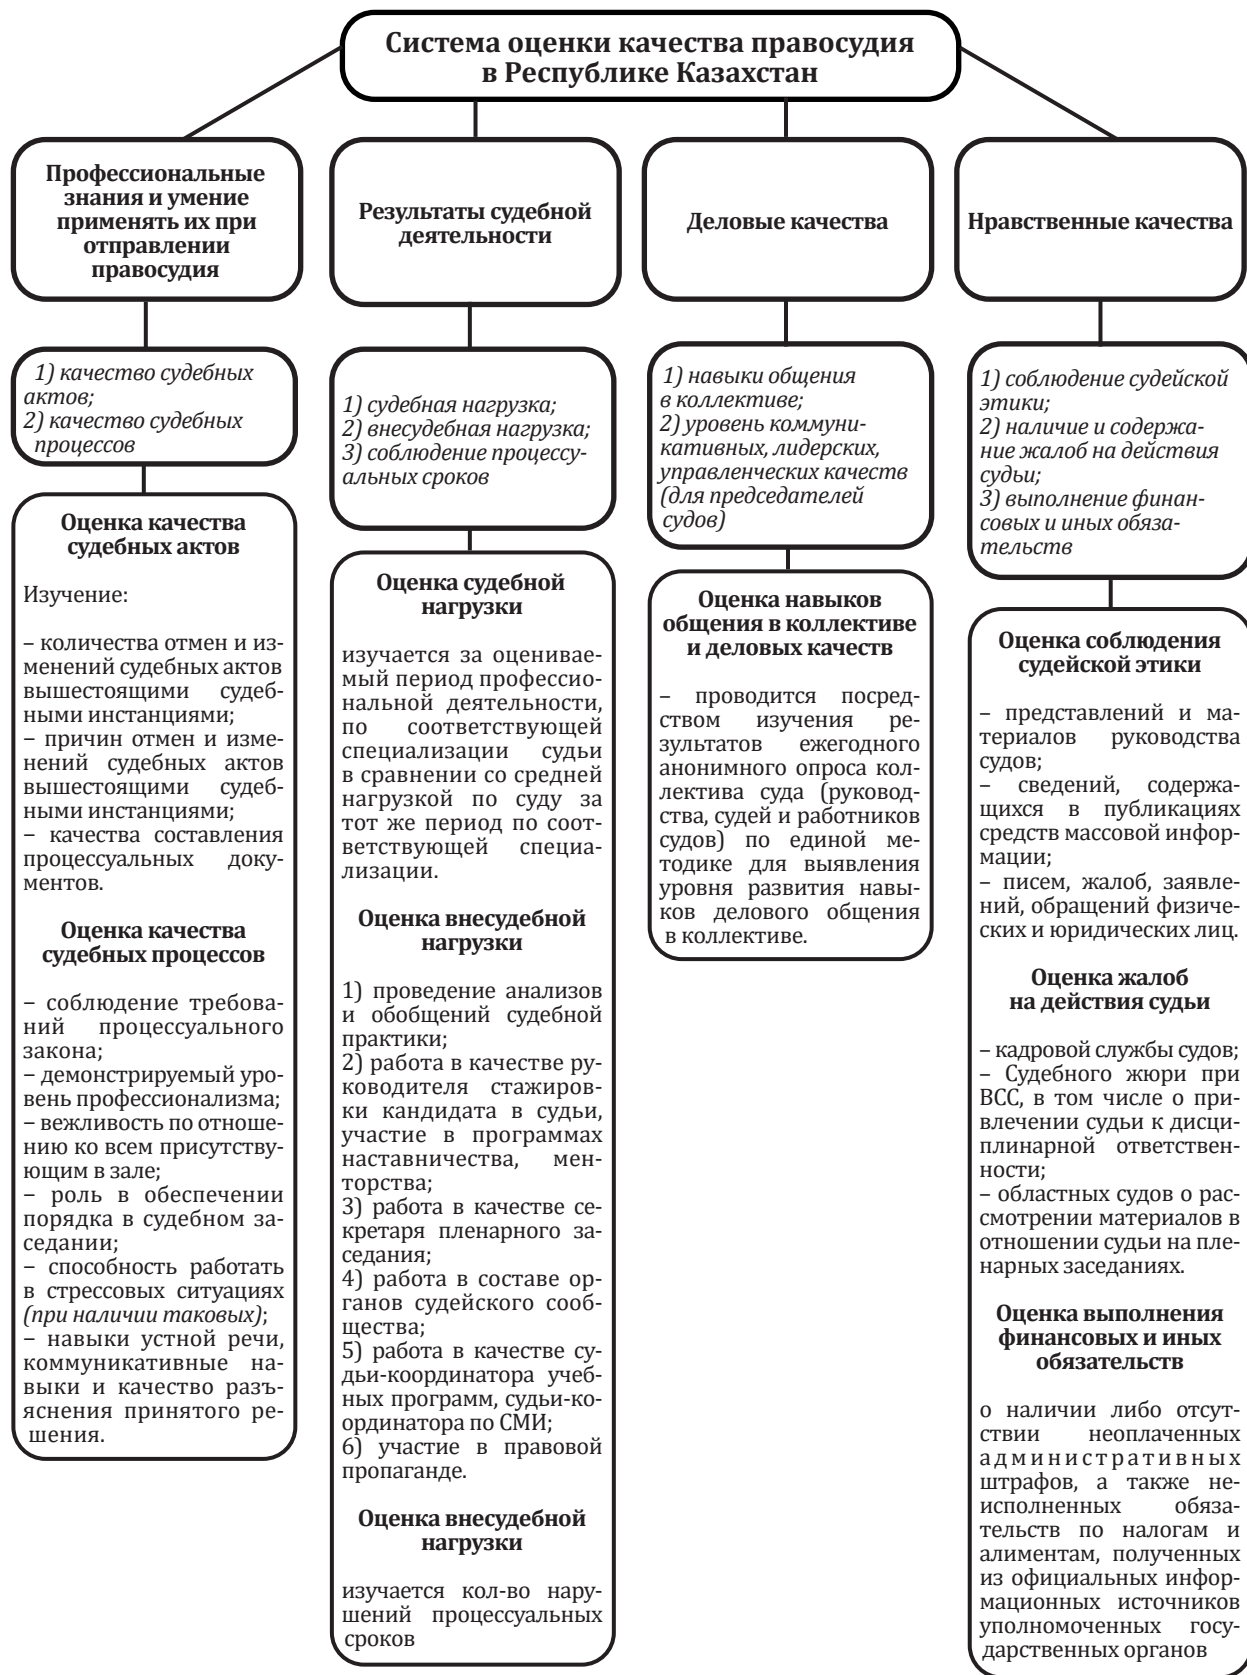 Система оценки качества правосудия
в Республике Казахстан
Профессиональные
знания и умение
применять их при
отправлении
правосудия
Результаты судебной
деятельности
Деловые качества
Нравственные качества
1) качество судебных
актов;
2) качество судебных
процессов
1) судебная нагрузка;
2) внесудебная нагрузка;
3) соблюдение процессу-
альных сроков
1) навыки общения
в коллективе;
2) уровень коммуни-
кативных, лидерских,
управленческих качеств
(для председателей
судов)
1) соблюдение судейской
этики;
2) наличие и содержа-
ние жалоб на действия
судьи;
3) выполнение финан-
совых и иных обяза-
тельств
Оценка качества
судебных актов
Изучение:
– количества отмен и из-
менений судебных актов
вышестоящими судеб-
ными инстанциями;
– причин отмен и изме-
нений судебных актов
вышестоящими судеб-
ными инстанциями;
– качества составления
процессуальных доку-
ментов.
Оценка качества
судебных процессов
– соблюдение требова-
ний процессуального
закона;
– демонстрируемый уро-
вень профессионализма;
– вежливость по отноше-
нию ко всем присутству-
ющим в зале;
– роль в обеспечении
порядка в судебном за-
седании;
– способность работать
в стрессовых ситуациях
(при наличии таковых);
– навыки устной речи,
коммуникативные на-
выки и качество разъ-
яснения принятого ре-
шения.
Оценка судебной
нагрузки
изучается за оценивае-
мый период профессио-
нальной деятельности,
по соответствующей
специализации судьи
в сравнении со средней
нагрузкой по суду за
тот же период по соот-
ветствующей специа-
лизации.
Оценка внесудебной
нагрузки
1) проведение анализов
и обобщений судебной
практики;
2) работа в качестве ру-
ководителя стажиров-
ки кандидата в судьи,
участие в программах
наставничества, мен-
торства;
3) работа в качестве се-
кретаря пленарного за-
седания;
4) работа в составе ор-
ганов судейского сооб-
щества;
5) работа в качестве су-
дьи-координатора учеб-
ных программ, судьи-ко-
ординатора по СМИ;
6) участие в правовой
пропаганде.
Оценка внесудебной
нагрузки
изучается кол-во нару-
шений процессуальных
сроков
Оценка навыков
общения в коллективе
и деловых качеств
– проводится посред-
ством изучения ре-
зультатов ежегодного
анонимного опроса кол-
лектива суда (руковод-
ства, судей и работников
судов) по единой ме-
тодике для выявления
уровня развития навы-
ков делового общения
в коллективе.
Оценка соблюдения
судейской этики
– представлений и ма-
териалов руководства
судов;
– сведений, содержа-
щихся в публикациях
средств массовой инфор-
мации;
– писем, жалоб, заявле-
ний, обращений физиче-
ских и юридических лиц.
Оценка жалоб
на действия судьи
– кадровой службы судов;
– Судебного жюри при
ВСС, в том числе о при-
влечении судьи к дисци-
плинарной ответствен-
ности;
– областных судов о рас-
смотрении материалов в
отношении судьи на пле-
нарных заседаниях.
Оценка выполнения
финансовых и иных
обязательств
о наличии либо отсут-
ствии неоплаченных
административных
штрафов, а также не-
исполненных обяза-
тельств по налогам и
алиментам, полученных
из официальных инфор-
мационных источников
уполномоченных госу-
дарственных органов